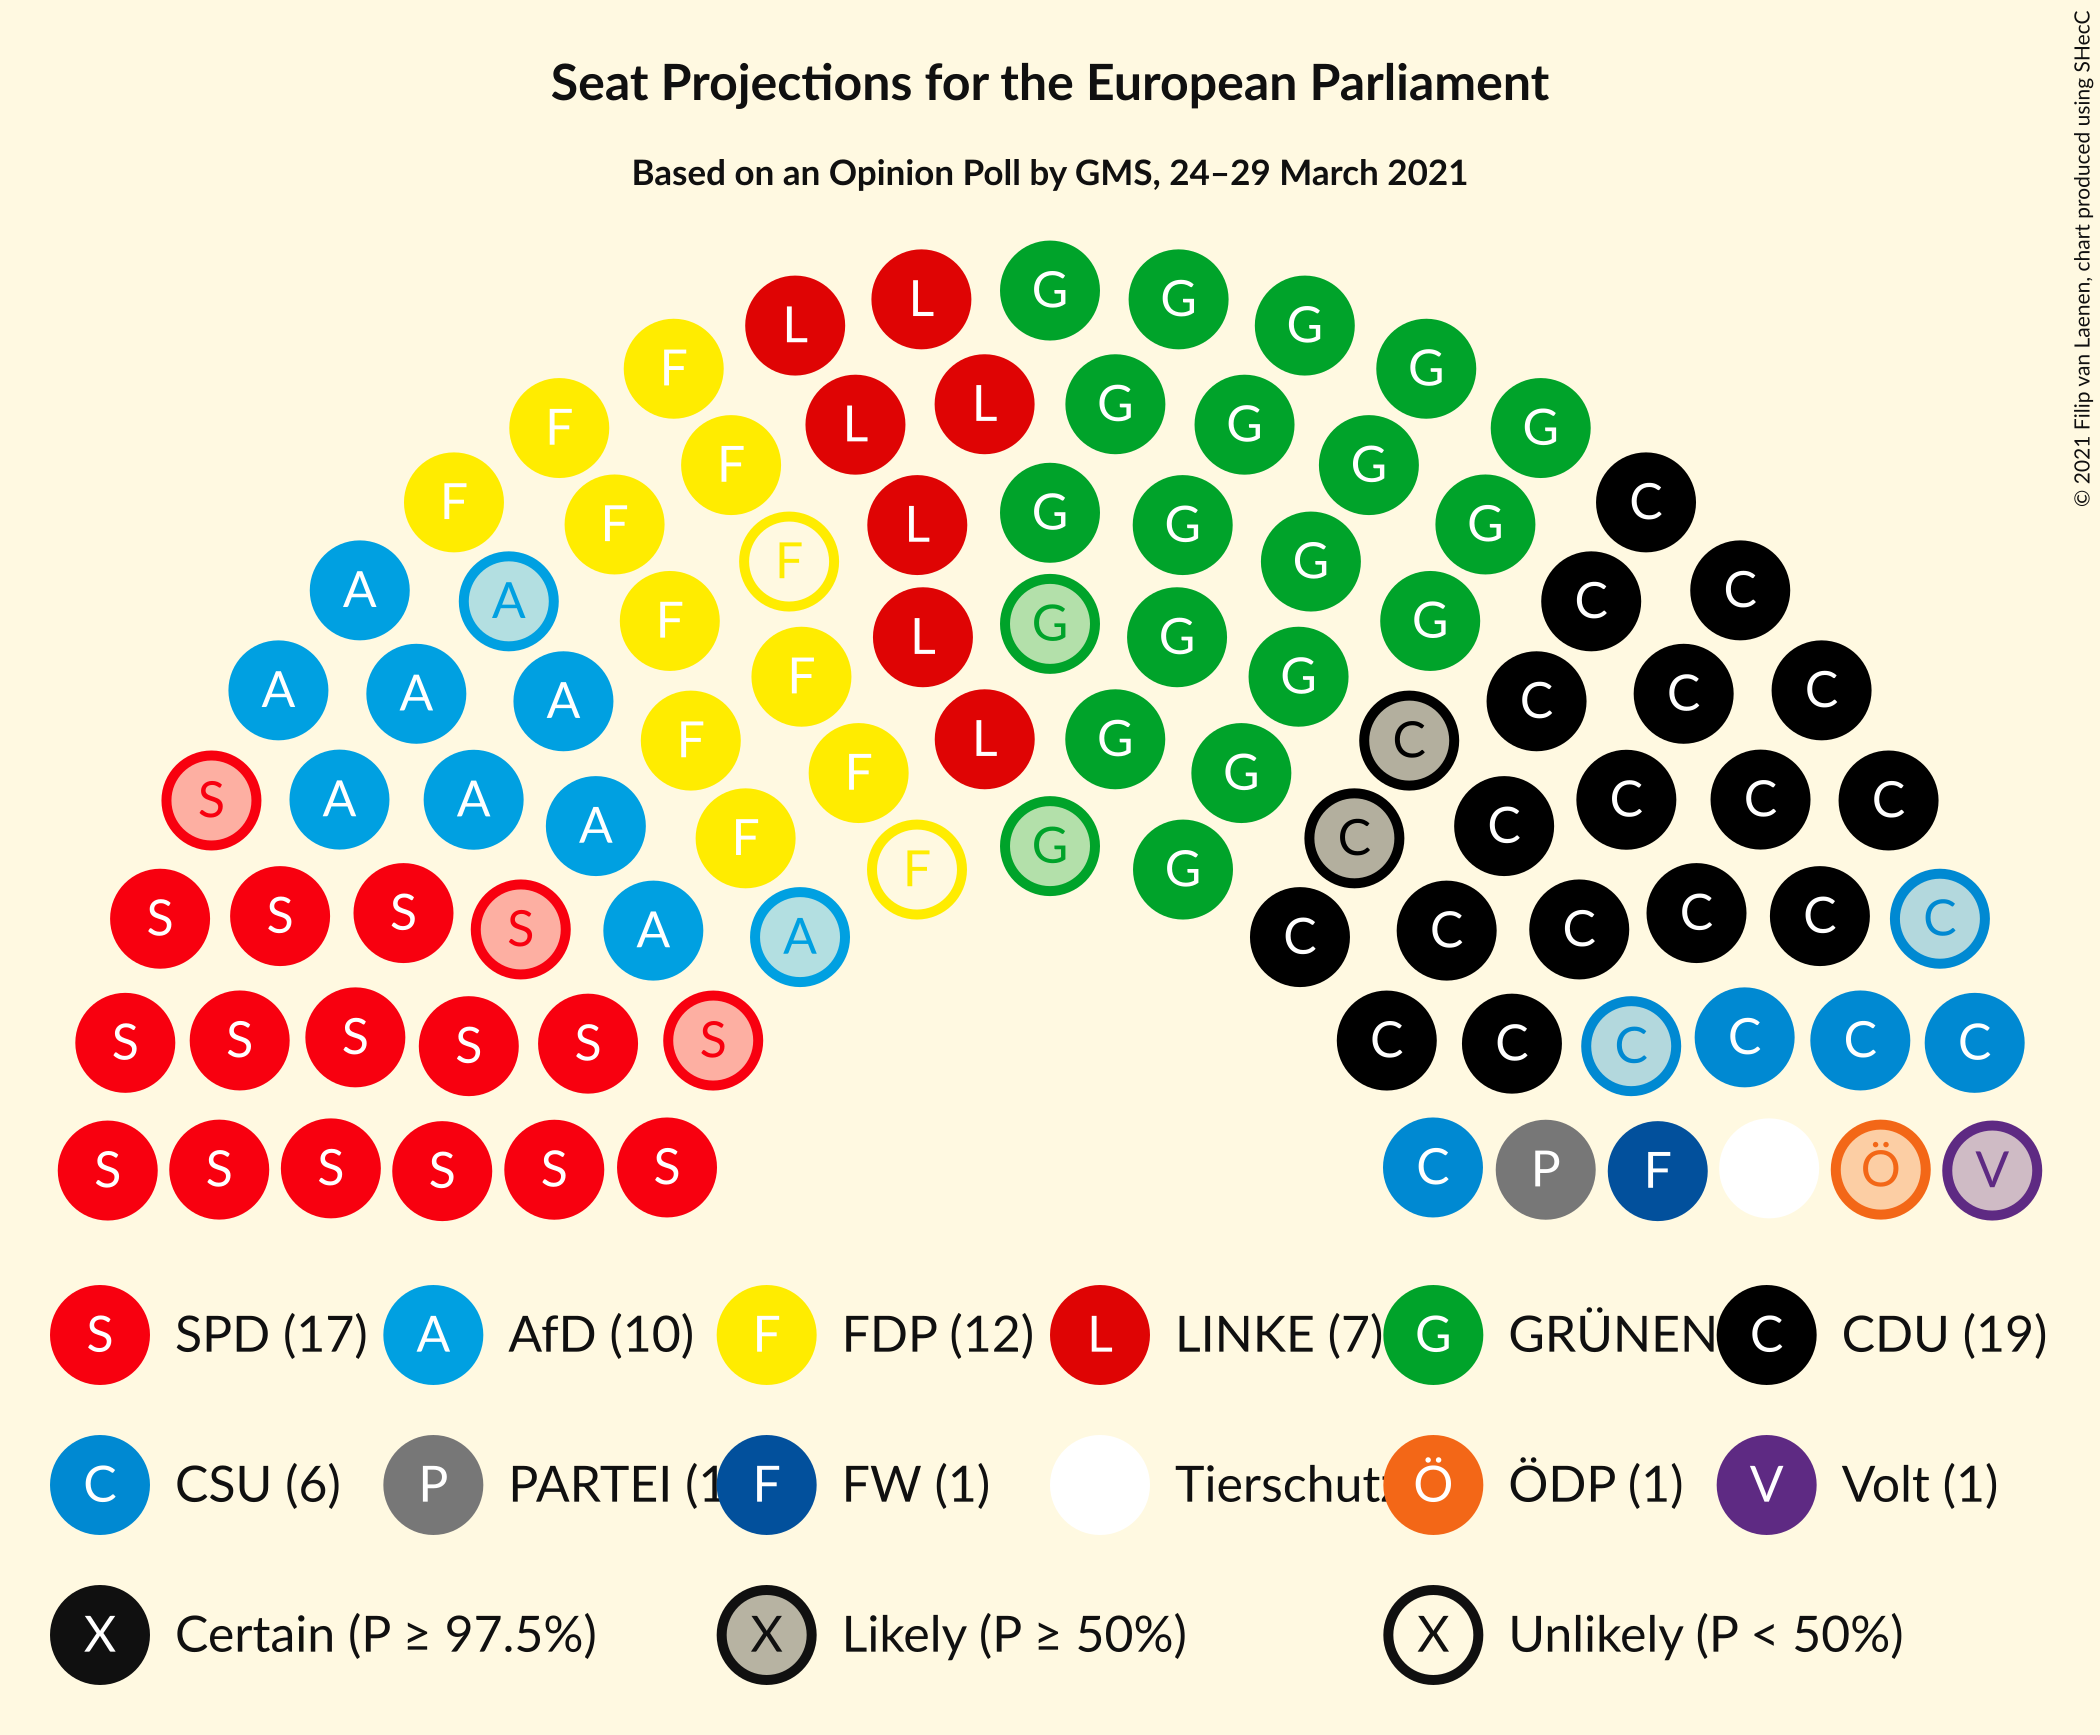 Seat Projections for the European Parliament
Based on an Opinion Poll by GMS, 24–29 March 2021
© 2021 Filip van Laenen, chart produced using SHecC
L L G G G
F F G G
F L L G G G
F F F G G C
A A F L G G G C C
F F L G G G G C
A A A F G C C C C
S A A A F F L G G C C C C C
S S S S A A F F G G C C C C C C C
S S S S S S C C C C C C
S S S S S S C P F Ö V
S SPD (17) A AfD (10) F FDP (12) L LINKE (7) G GRÜNEN C CDU (19)
C CSU (6) P PARTEI (1 F FW (1) Tierschutz Ö ÖDP (1) V Volt (1)
X Certain (P ≥ 97.5%) X Likely (P ≥ 50%) X Unlikely (P < 50%)